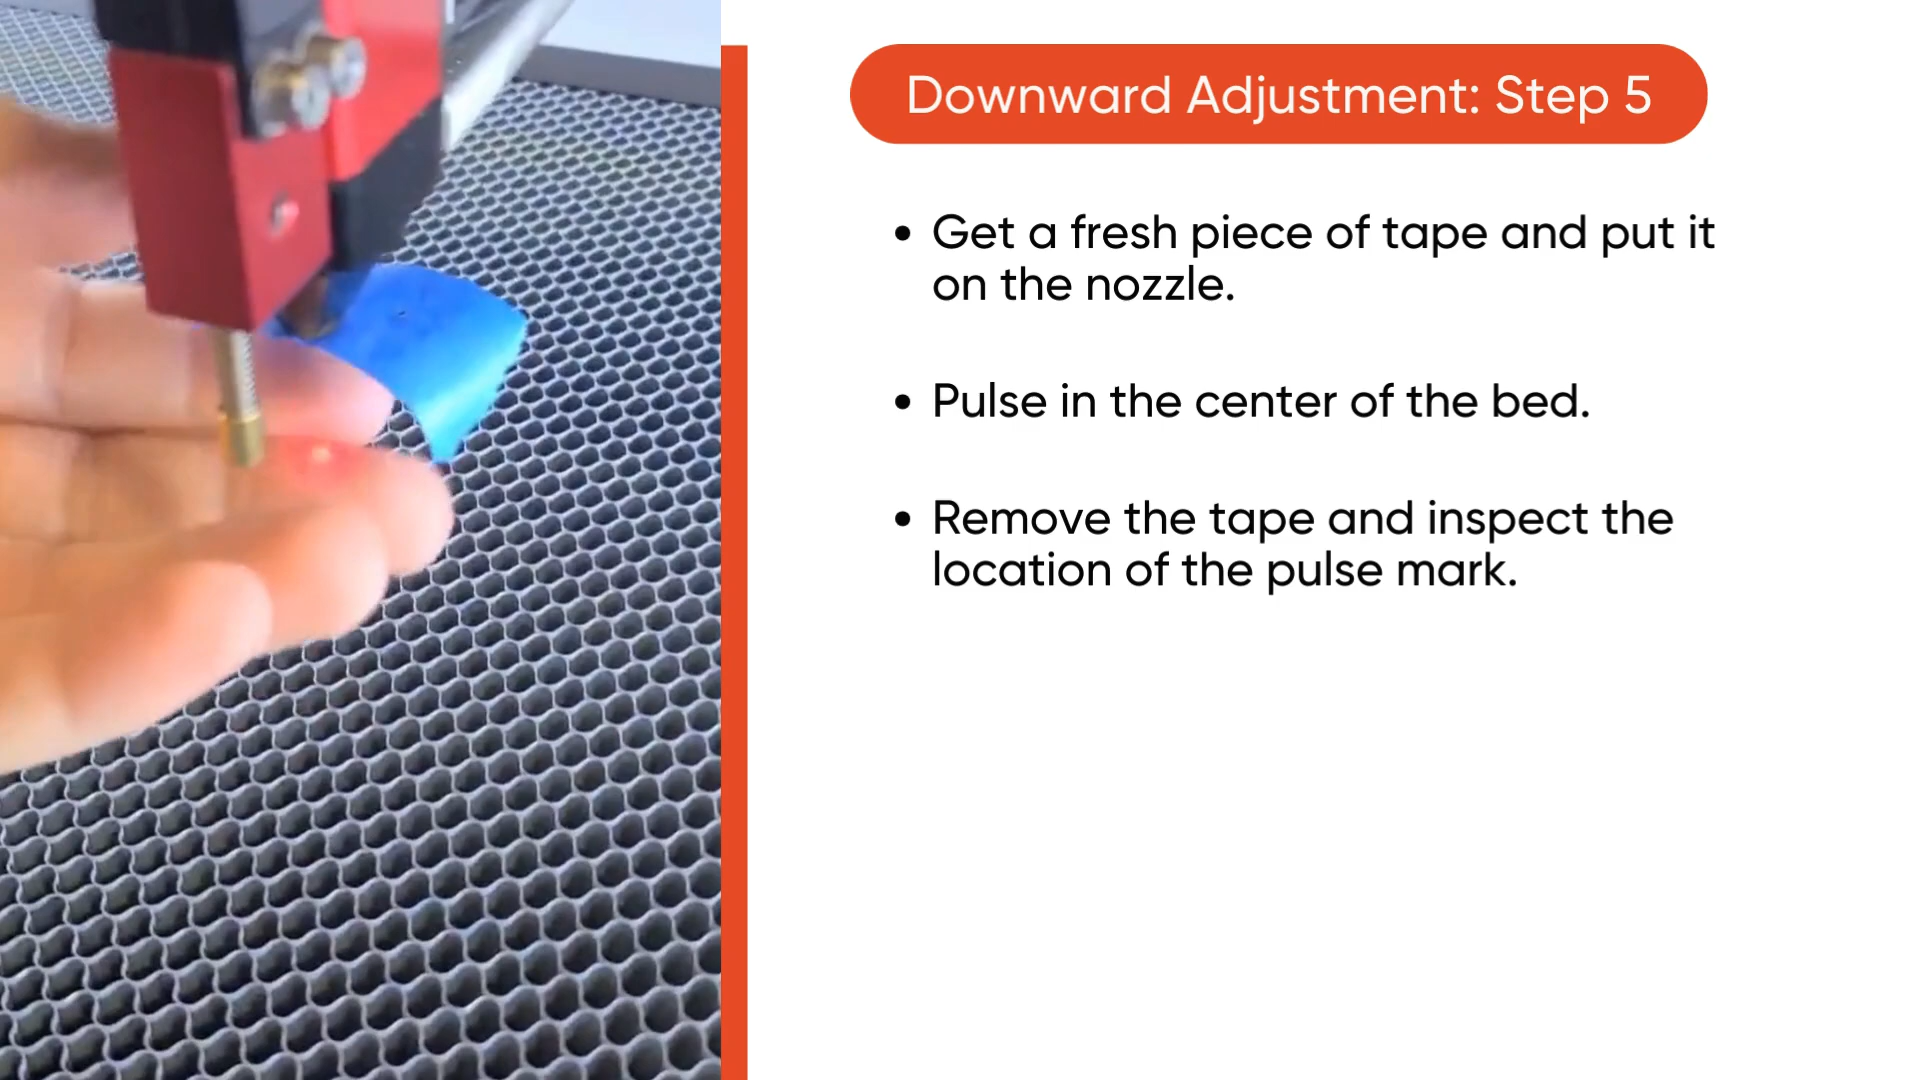 Downward Adjustment: Step 5
• Get a fresh piece of tape and put it
on the nozzle.
• Pulse in the center of the bed.
• Remove the tape and inspect the
location of the pulse mark.